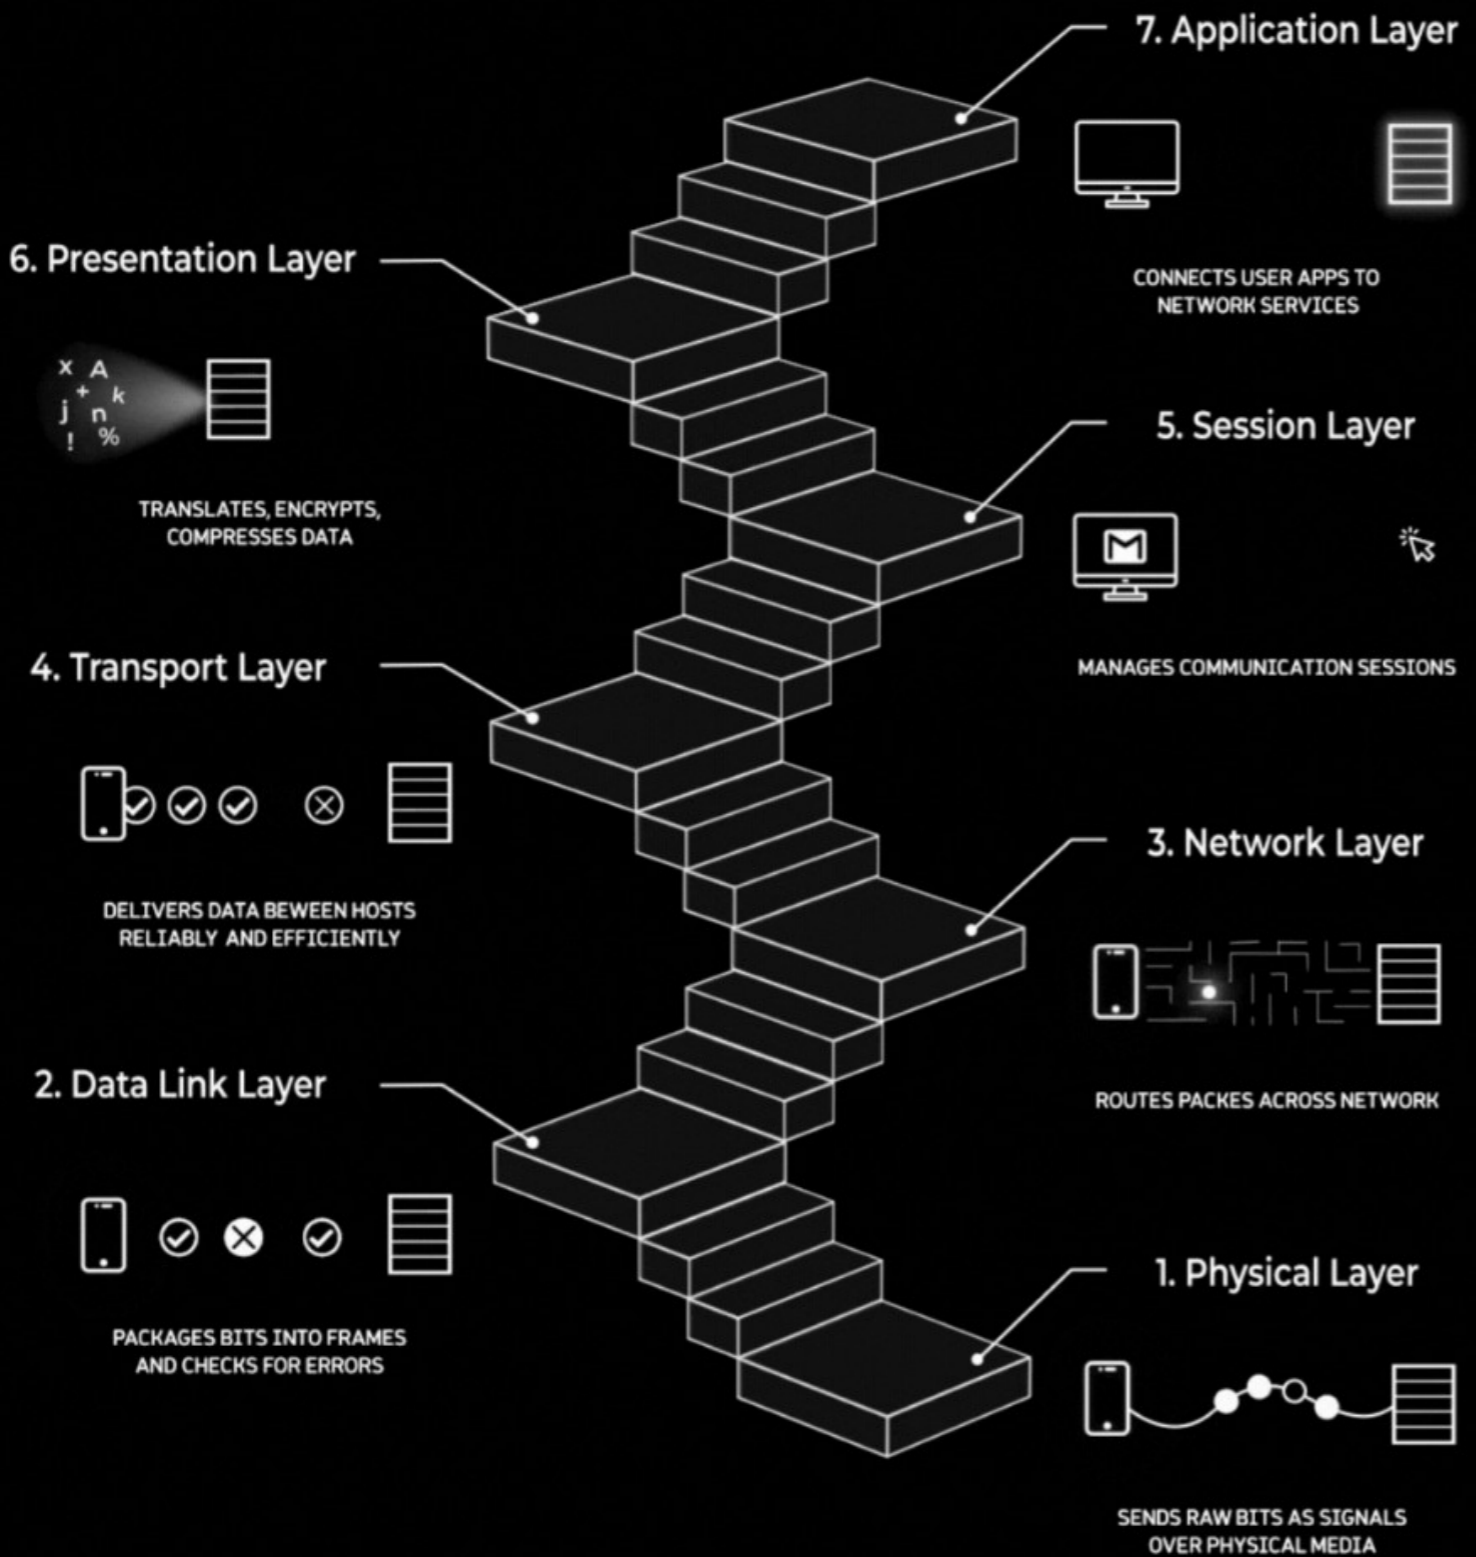 7. Application Layer
CONNECTS USER APPS TO
NETWORK SERVICES
6. Presentation Layer
x A
+ k
j n
! %
TRANSLATES, ENCRYPTS,
COMPRESSES DATA
5. Session Layer
M
MANAGES COMMUNICATION SESSIONS
4. Transport Layer
DELIVERS DATA BEWEEN HOSTS
RELIABLY AND EFFICIENTLY
3. Network Layer
ROUTES PACKES ACROSS NETWORK
2. Data Link Layer
PACKAGES BITS INTO FRAMES
AND CHECKS FOR ERRORS
1. Physical Layer
SENDS RAW BITS AS SIGNALS
OVER PHYSICAL MEDIA